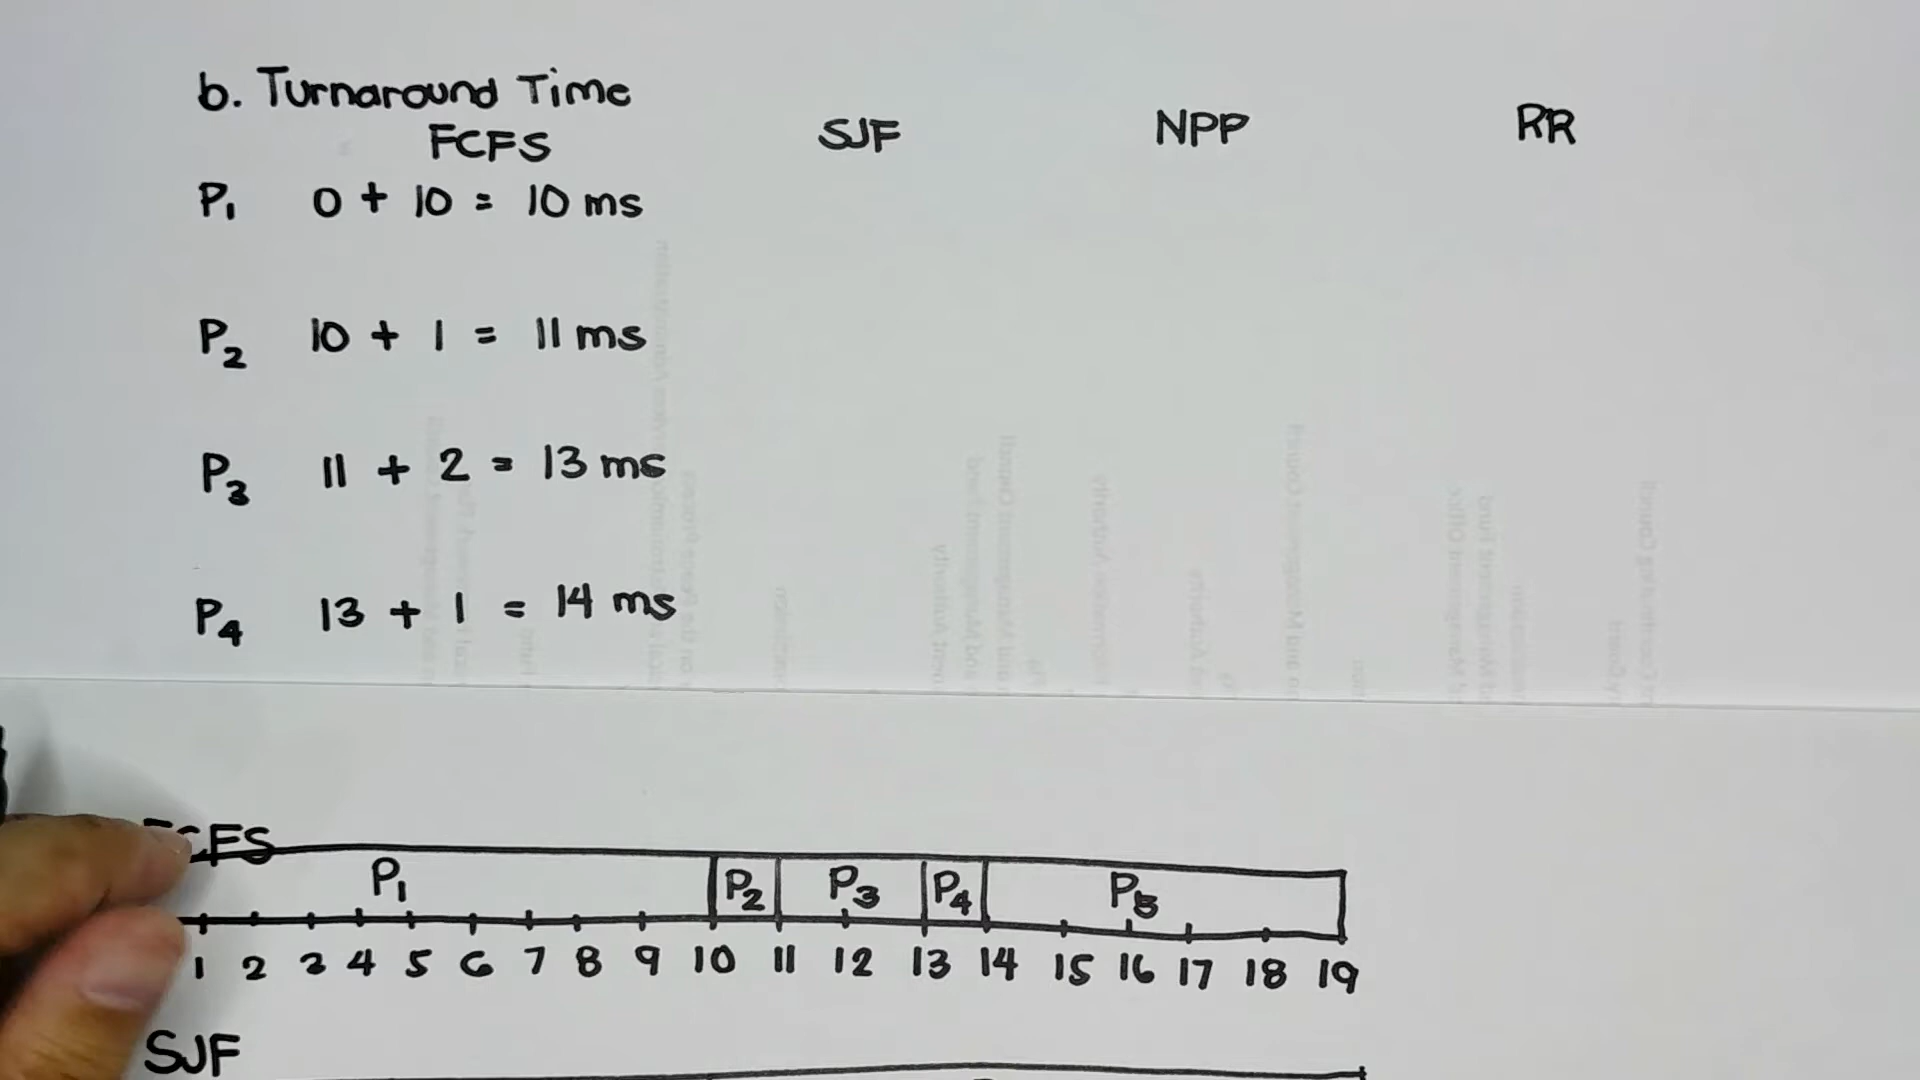 b. Turnaround Time
FCFS SJF NPP RR
P1 0 + 10 = 10 ms
P2 10 + 1 = 11 ms
P3 11 + 2 = 13 ms
P4 13 + 1 = 14 ms
FCFS
P1 P2 P3 P4 P5
1 2 3 4 5 6 7 8 9 10 11 12 13 14 15 16 17 18 19
SJF